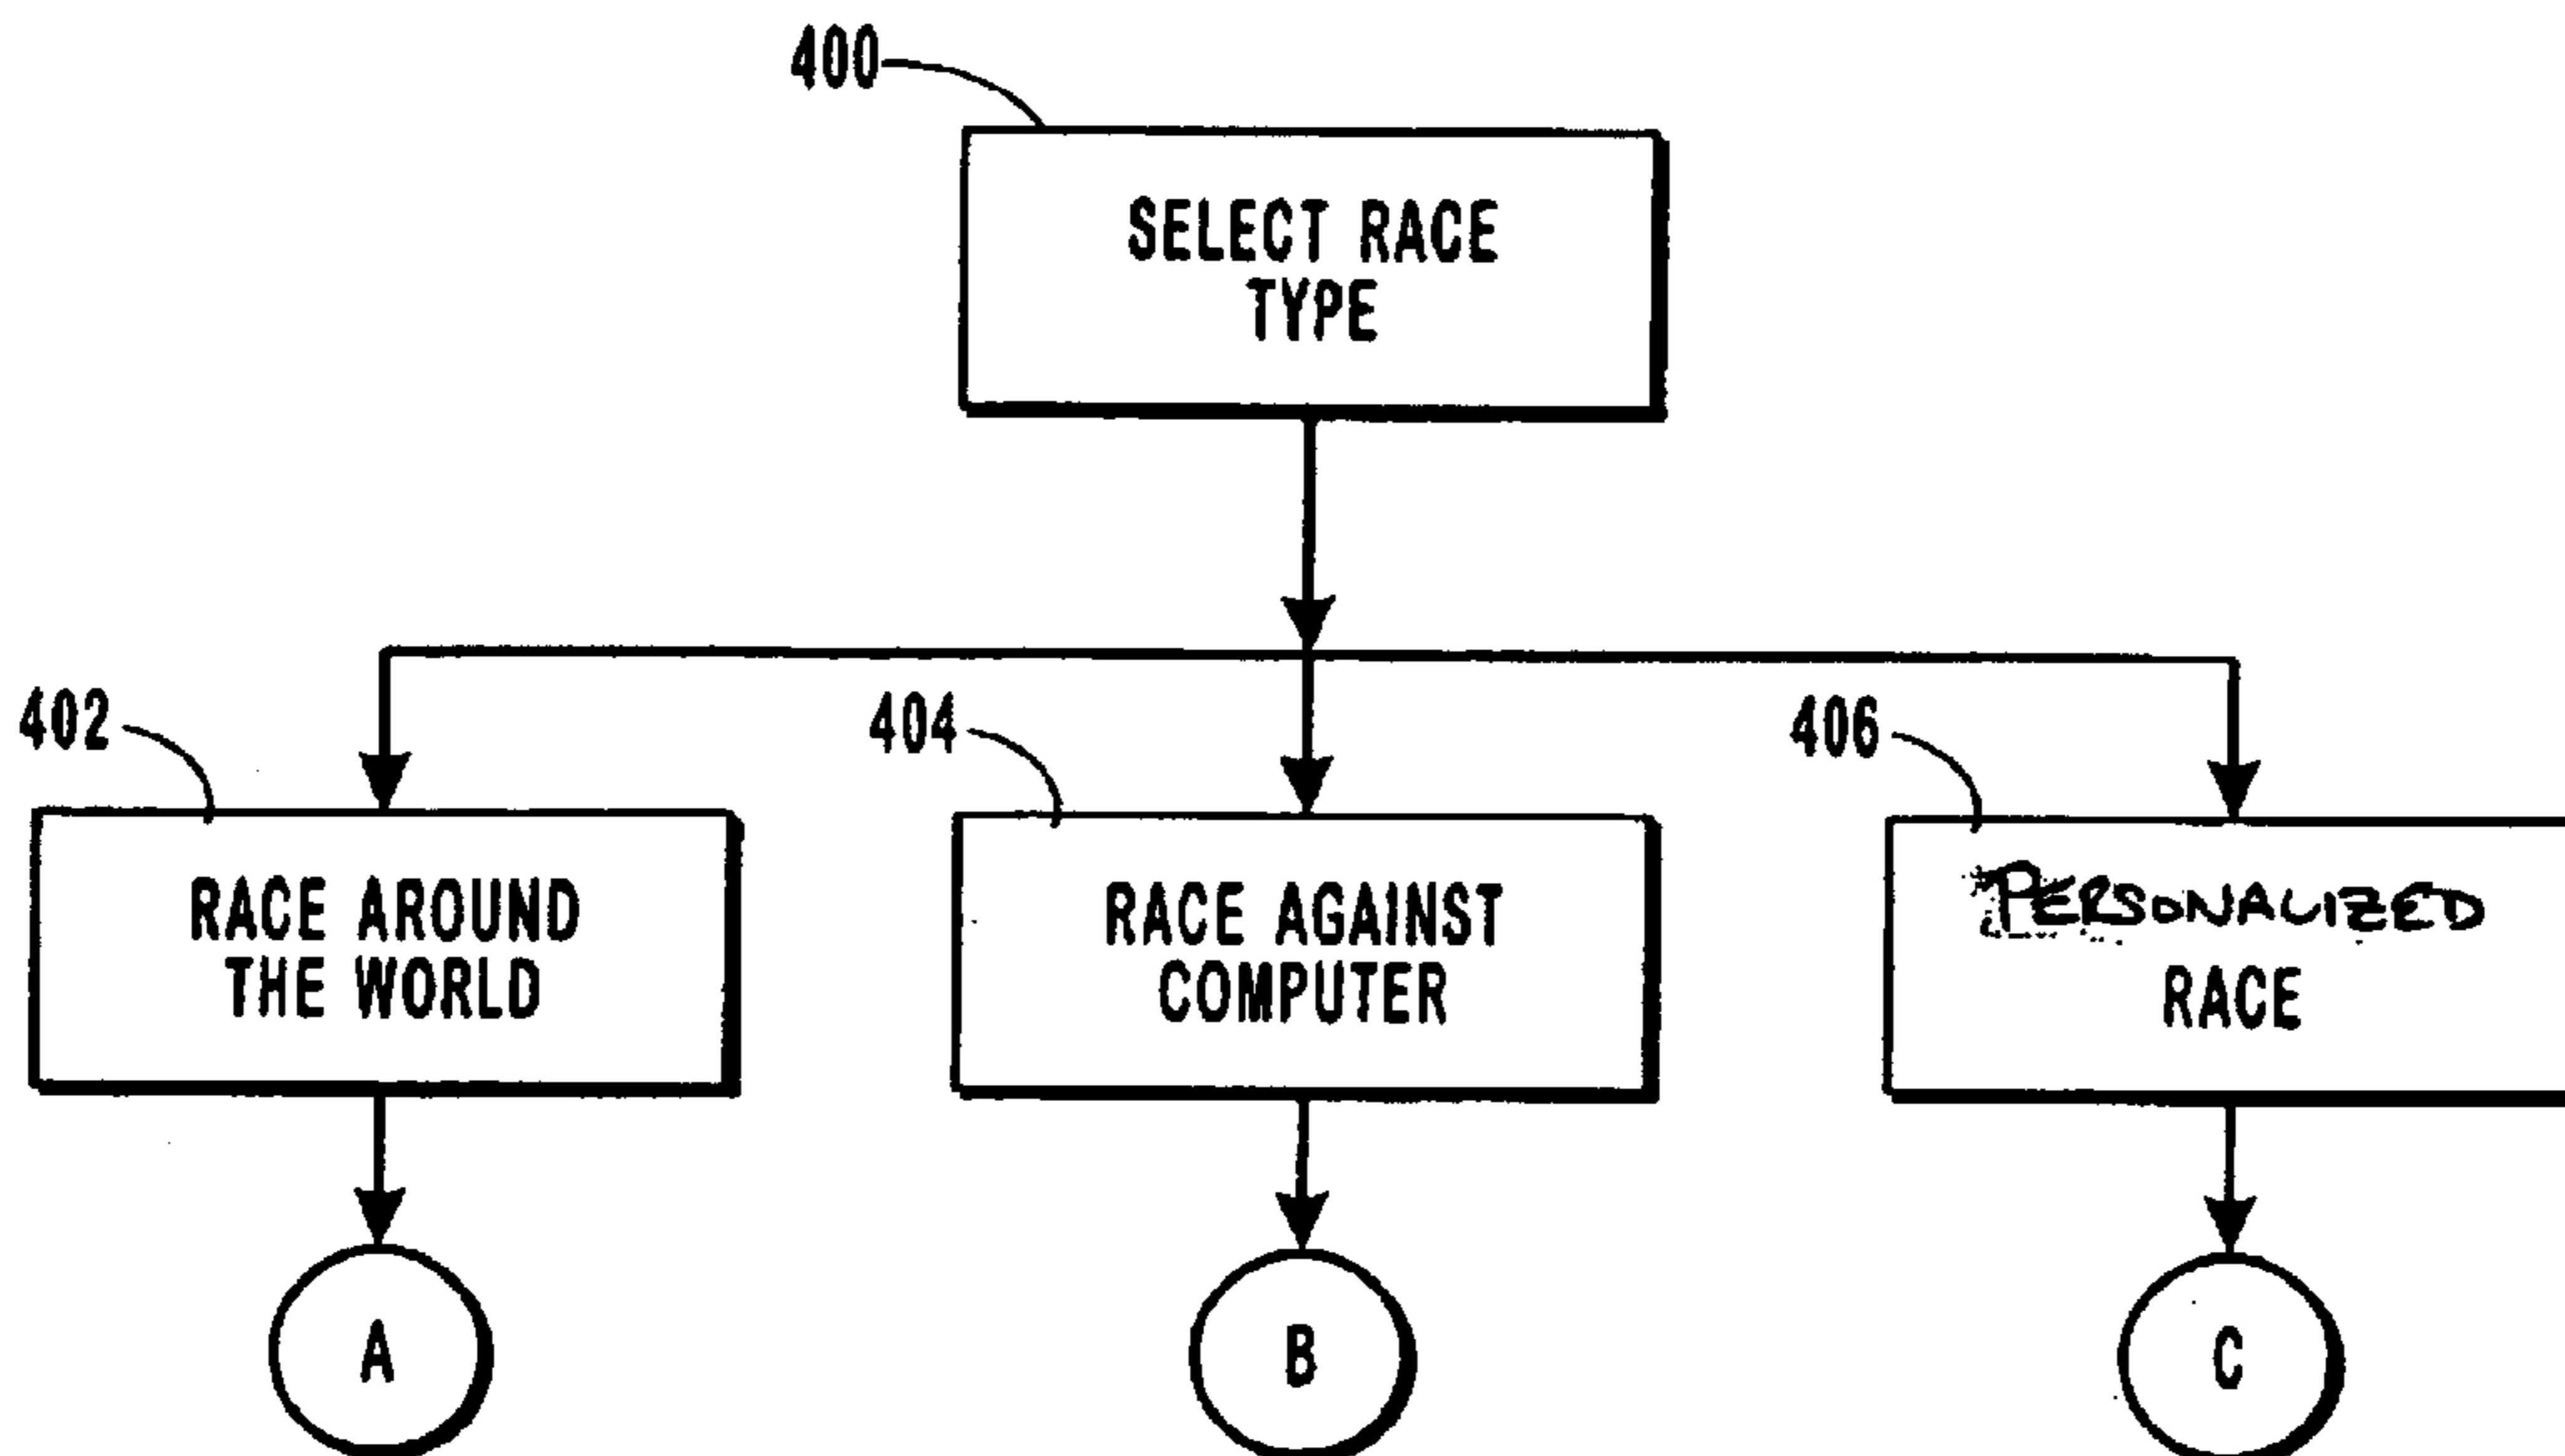 400
SELECT RACE
TYPE
402
404
406
RACE AROUND
THE WORLD
RACE AGAINST
COMPUTER
PERSONALIZED
RACE
A
B
C